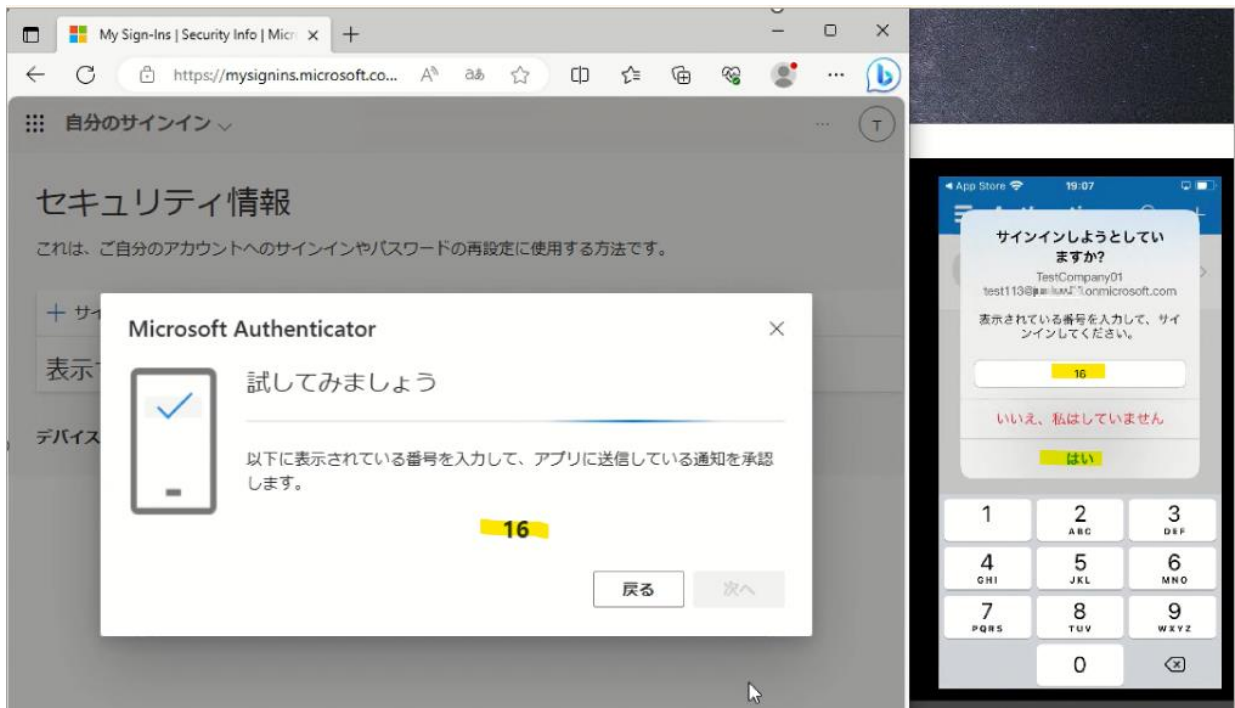 My Sign-Ins | Security Info | Micr
https://mysignins.microsoft.co...
自分のサインイン
T
セキュリティ情報
これは、ご自分のアカウントへのサインインやパスワードの再設定に使用する方法です。
+ サイ
表示
デバイス
Microsoft Authenticator
試してみましょう
以下に表示されている番号を入力して、アプリに送信している通知を承認
します。
16
戻る
次へ
App Store
19:07
サインインしようとしてい
ますか?
TestCompany01
test113@
.onmicrosoft.com
表示されている番号を入力して、サイ
ンインしてください。
16
いいえ、私はしていません
はい
1
2
ABC
3
DEF
4
GHI
5
JKL
6
MNO
7
PQRS
8
TUV
9
WXYZ
0